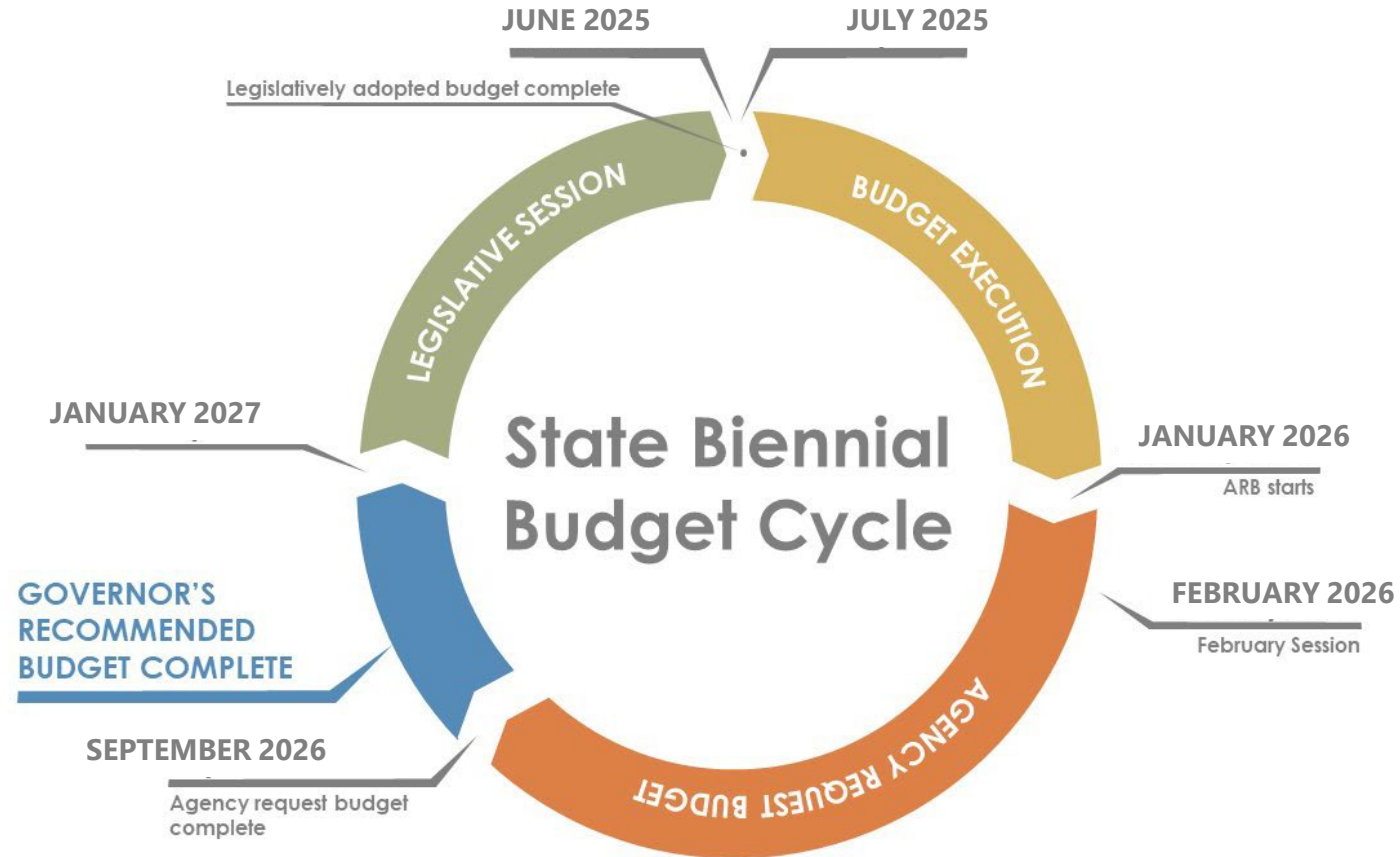 JUNE 2025
JULY 2025
Legislatively adopted budget complete
LEGISLATIVE SESSION
BUDGET EXECUTION
JANUARY 2027
State Biennial
Budget Cycle
JANUARY 2026
ARB starts
GOVERNOR’S
RECOMMENDED
BUDGET COMPLETE
FEBRUARY 2026
February Session
SEPTEMBER 2026
Agency request budget
complete
AGENCY REQUEST BUDGET